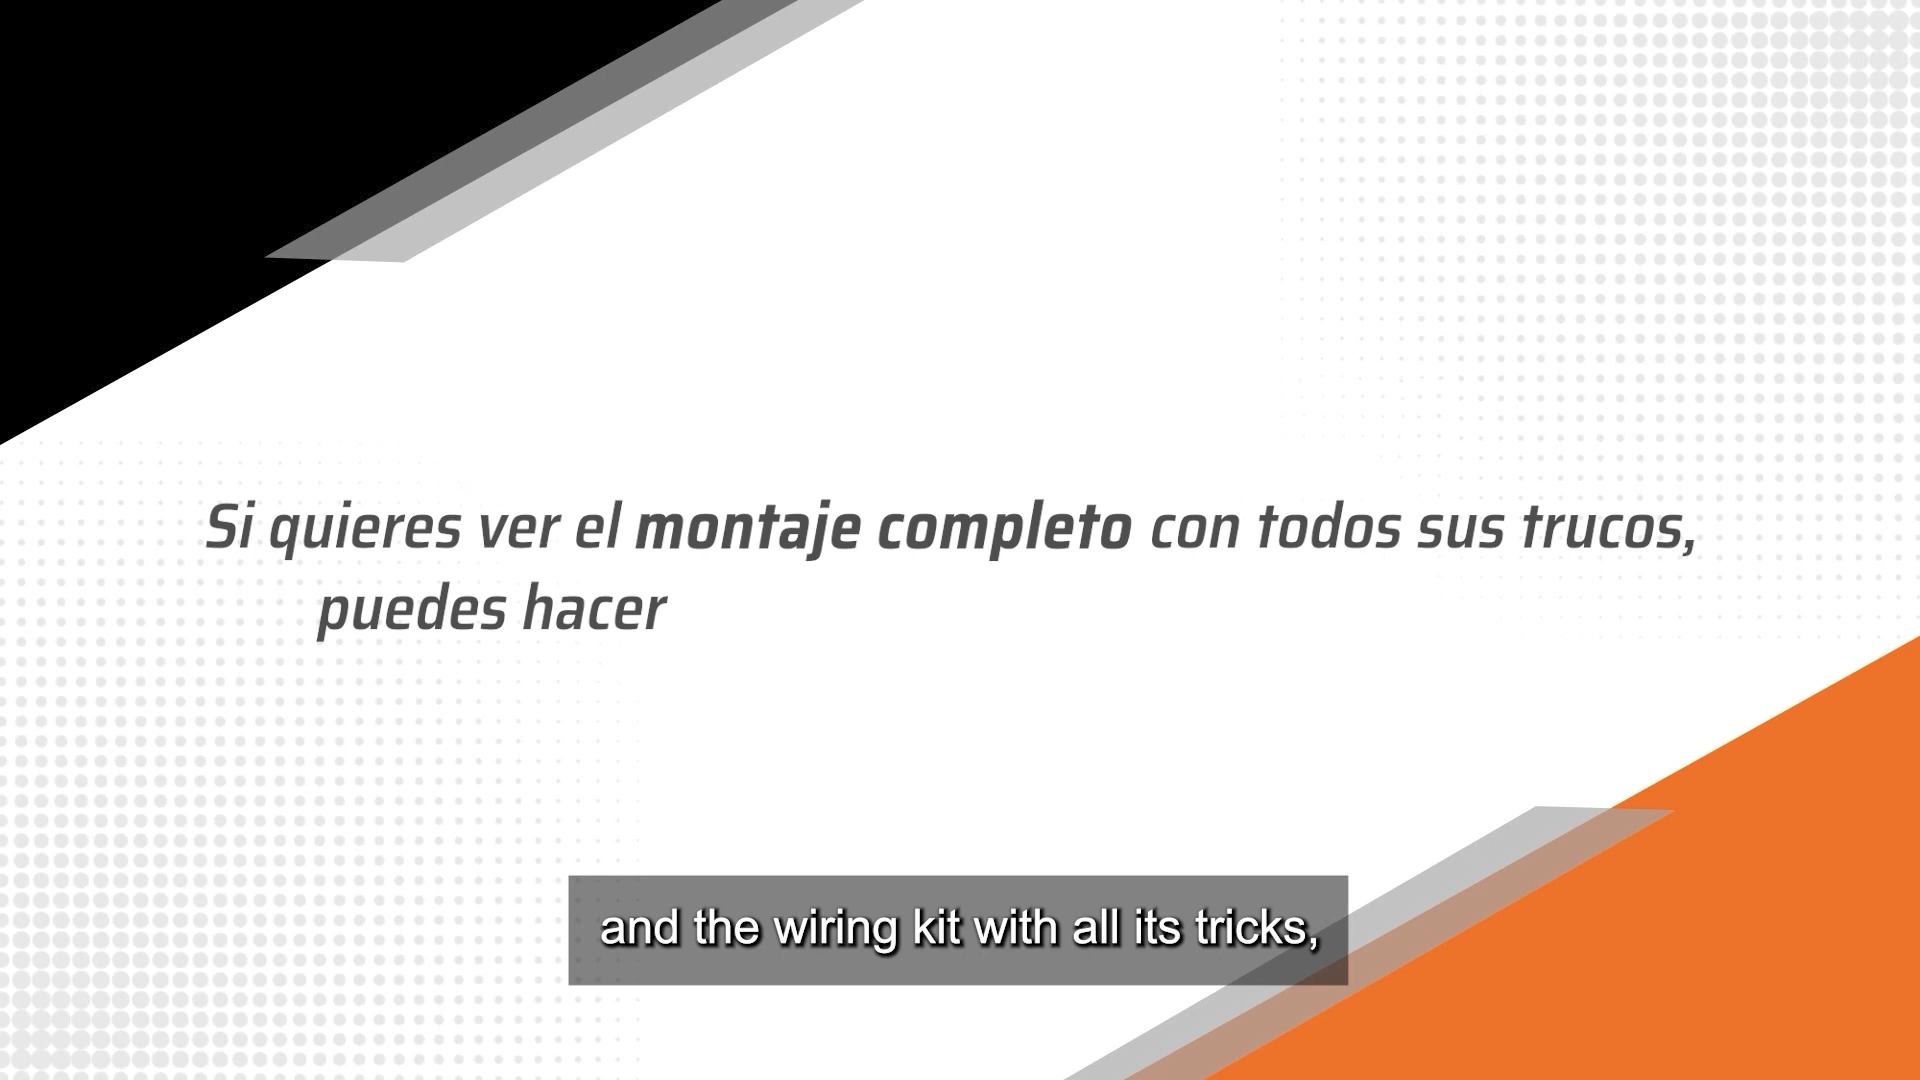 Si quieres ver el montaje completo con todos sus trucos,
puedes hacer
and the wiring kit with all its tricks,